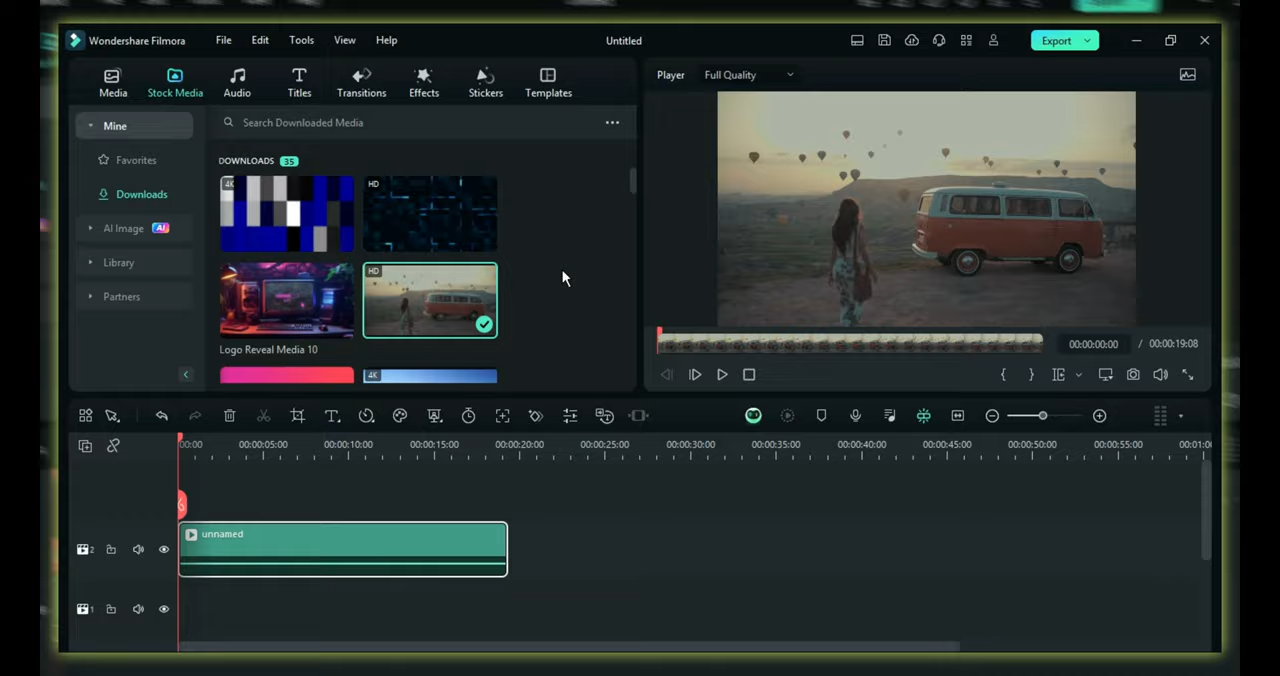 Wondershare Filmora File Edit Tools View Help Untitled Export
Media Stock Media Audio Titles Transitions Effects Stickers Templates
Player Full Quality
Mine
Search Downloaded Media
Favorites
DOWNLOADS 35
Downloads
4K
HD
AI Image AI
Library
HD
Partners
Logo Reveal Media 10
4K
00:00:00:00 / 00:00:19:08
00:00 00:00:05:00 00:00:10:00 00:00:15:00 00:00:20:00 00:00:25:00 00:00:30:00 00:00:35:00 00:00:40:00 00:00:45:00 00:00:50:00 00:00:55:00 00:01:0
unnamed
2
1